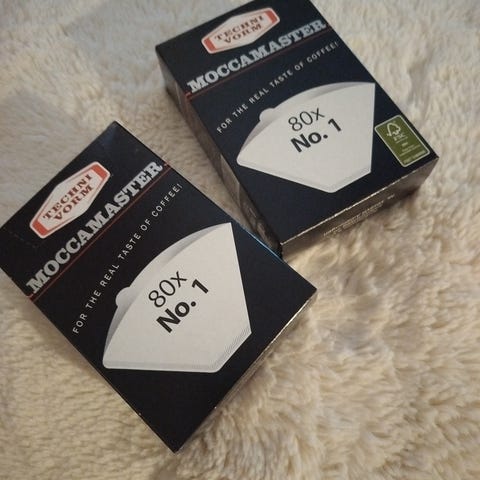 TECHNI
VORM
MOCCAMASTER
FOR THE REAL TASTE OF COFFEE!
80x
No. 1
TECHNI
VORM
MOCCAMASTER
FOR THE REAL TASTE OF COFFEE!
80x
No. 1
FSC